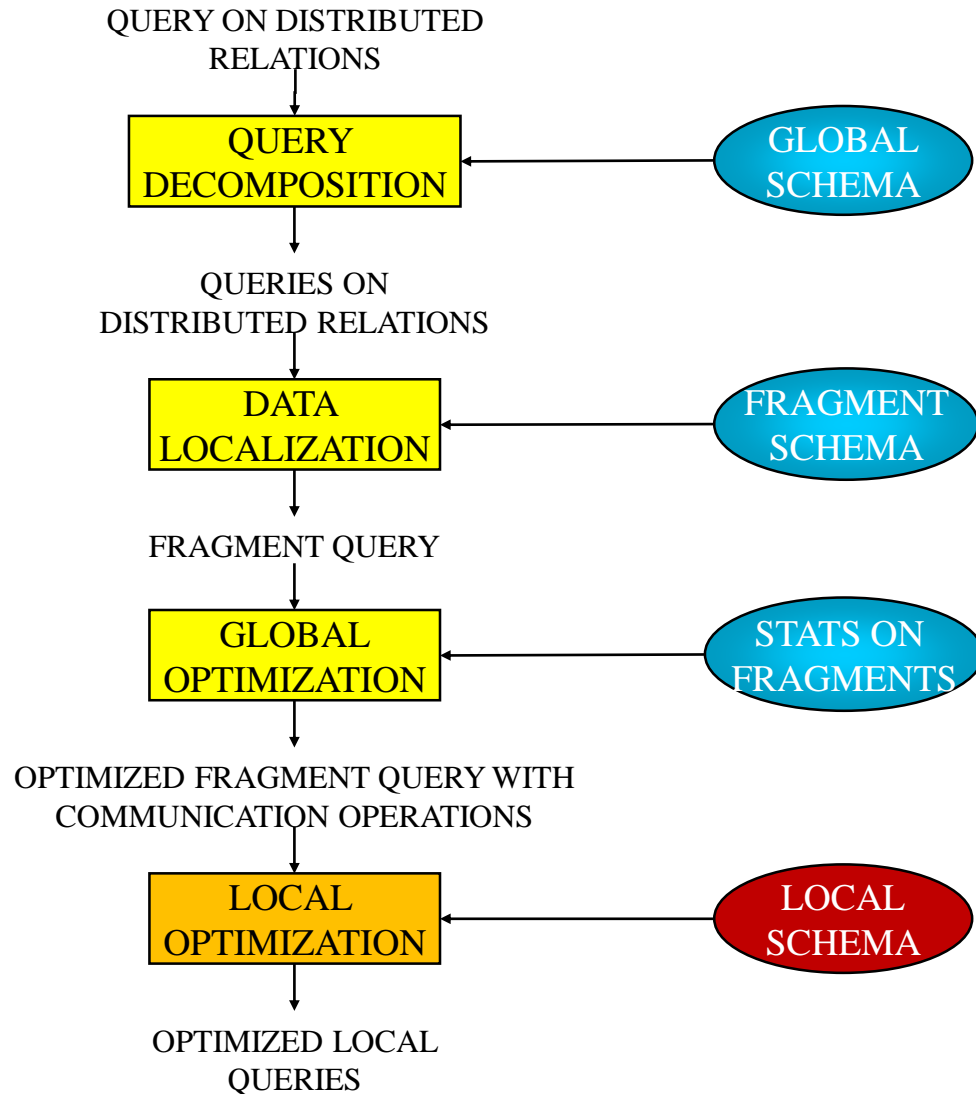 QUERY ON DISTRIBUTED
RELATIONS
QUERY
DECOMPOSITION
GLOBAL
SCHEMA
QUERIES ON
DISTRIBUTED RELATIONS
DATA
LOCALIZATION
FRAGMENT
SCHEMA
FRAGMENT QUERY
GLOBAL
OPTIMIZATION
STATS ON
FRAGMENTS
OPTIMIZED FRAGMENT QUERY WITH
COMMUNICATION OPERATIONS
LOCAL
OPTIMIZATION
LOCAL
SCHEMA
OPTIMIZED LOCAL
QUERIES